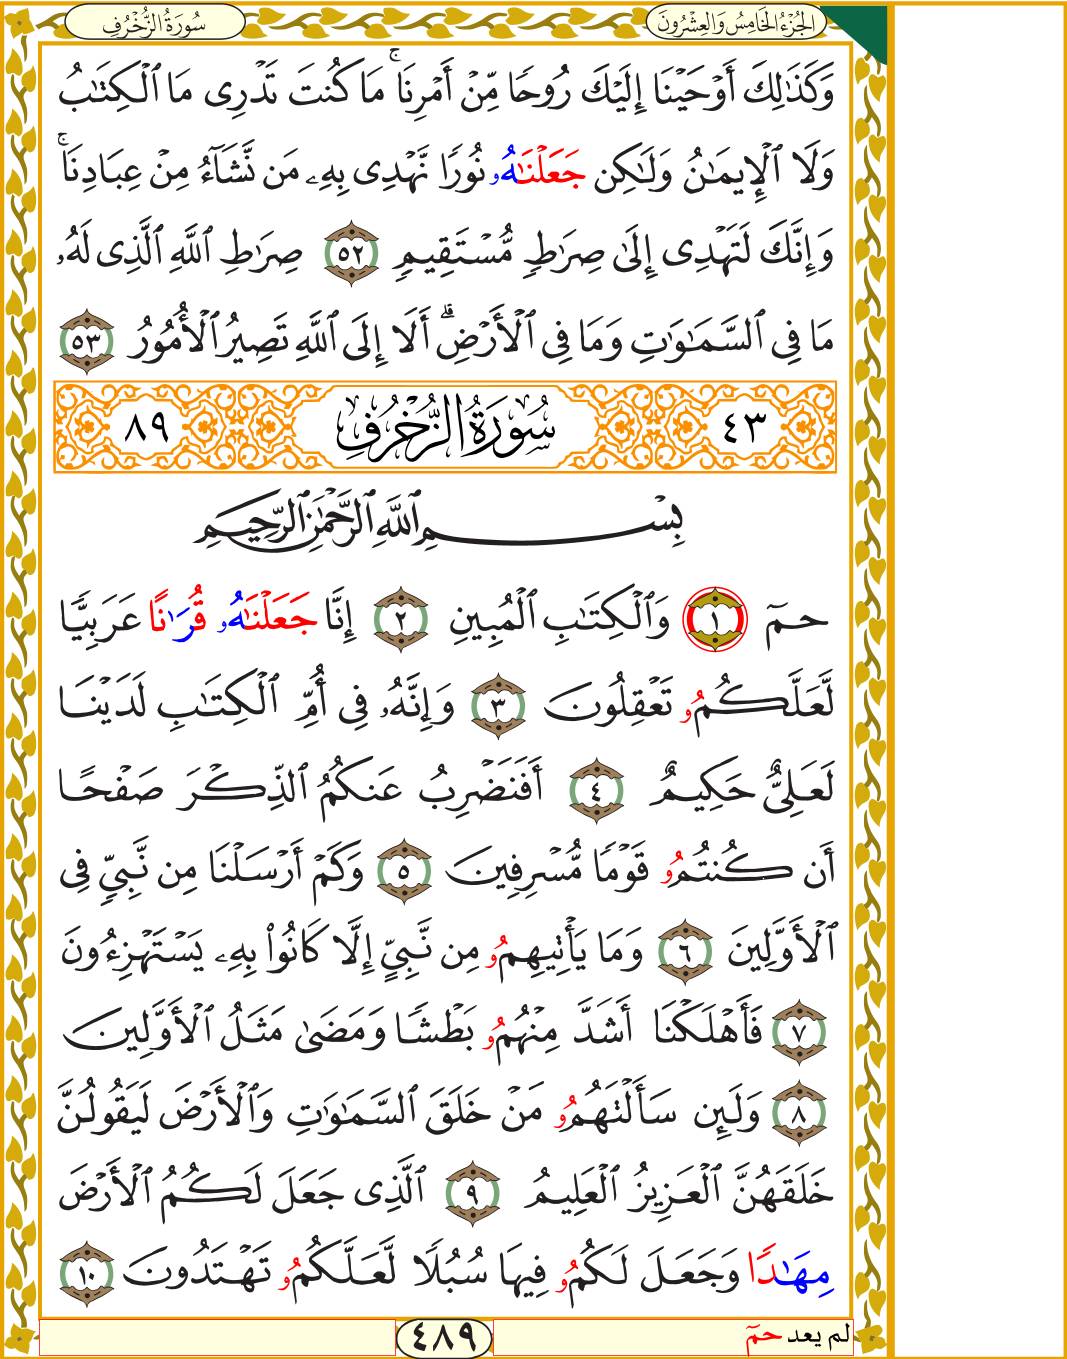 الجُزْءُ الخَامِسُ وَالعِشْرُونَ
سُورَةُ الزُّخْرُفِ
وَكَذَٰلِكَ أَوْحَيْنَا إِلَيْكَ رُوحًا مِّنْ أَمْرِنَا ۚ مَا كُنتَ تَدْرِى مَا ٱلْكِتَٰبُ
وَلَا ٱلْإِيمَٰنُ وَلَٰكِن جَعَلْنَٰهُۥ نُورًا نَّهْدِى بِهِۦ مَن نَّشَآءُ مِنْ عِبَادِنَا ۚ
وَإِنَّكَ لَتَهْدِى إِلَىٰ صِرَٰطٍ مُّسْتَقِيمٍ ٥٢ صِرَٰطِ ٱللَّهِ ٱلَّذِى لَهُۥ
مَا فِى ٱلسَّمَٰوَٰتِ وَمَا فِى ٱلْأَرْضِ ۗ أَلَا إِلَى ٱللَّهِ تَصِيرُ ٱلْأُمُورُ ٥٣
٤٣ سُورَةُ الزُّخْرُفِ ٨٩
بِسْمِ ٱللَّهِ ٱلرَّحْمَٰنِ ٱلرَّحِيمِ
حمٓ ١ وَٱلْكِتَٰبِ ٱلْمُبِينِ ٢ إِنَّا جَعَلْنَٰهُۥ قُرَٰنًا عَرَبِيًّا
لَّعَلَّكُمُۥ تَعْقِلُونَ ٣ وَإِنَّهُۥ فِى أُمِّ ٱلْكِتَٰبِ لَدَيْنَا
لَعَلِىٌّ حَكِيمٌ ٤ أَفَنَضْرِبُ عَنكُمُ ٱلذِّكْرَ صَفْحًا
أَن كُنتُمُۥ قَوْمًا مُّسْرِفِينَ ٥ وَكَمْ أَرْسَلْنَا مِن نَّبِىٍّ فِى
ٱلْأَوَّلِينَ ٦ وَمَا يَأْتِيهِمُۥ مِن نَّبِىٍّ إِلَّا كَانُوا۟ بِهِۦ يَسْتَهْزِءُونَ
٧ فَأَهْلَكْنَا أَشَدَّ مِنْهُمُۥ بَطْشًا وَمَضَىٰ مَثَلُ ٱلْأَوَّلِينَ
٨ وَلَئِن سَأَلْتَهُمُۥ مَنْ خَلَقَ ٱلسَّمَٰوَٰتِ وَٱلْأَرْضَ لَيَقُولُنَّ
خَلَقَهُنَّ ٱلْعَزِيزُ ٱلْعَلِيمُ ٩ ٱلَّذِى جَعَلَ لَكُمُ ٱلْأَرْضَ
مِهَٰدًا وَجَعَلَ لَكُمُۥ فِيهَا سُبُلًا لَّعَلَّكُمُۥ تَهْتَدُونَ ١٠
لم يعد حمٓ
٤٨٩